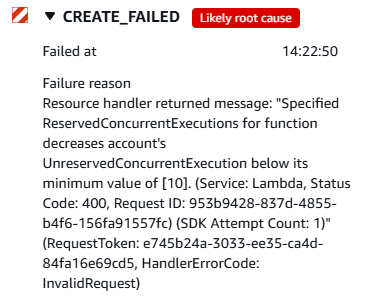 CREATE_FAILED Likely root cause
Failed at 14:22:50
Failure reason
Resource handler returned message: "Specified
ReservedConcurrentExecutions for function
decreases account's
UnreservedConcurrentExecution below its
minimum value of [10]. (Service: Lambda, Status
Code: 400, Request ID: 953b9428-837d-4855-
b4f6-156fa91557fc) (SDK Attempt Count: 1)"
(RequestToken: e745b24a-3033-ee35-ca4d-
84fa16e69cd5, HandlerErrorCode:
InvalidRequest)